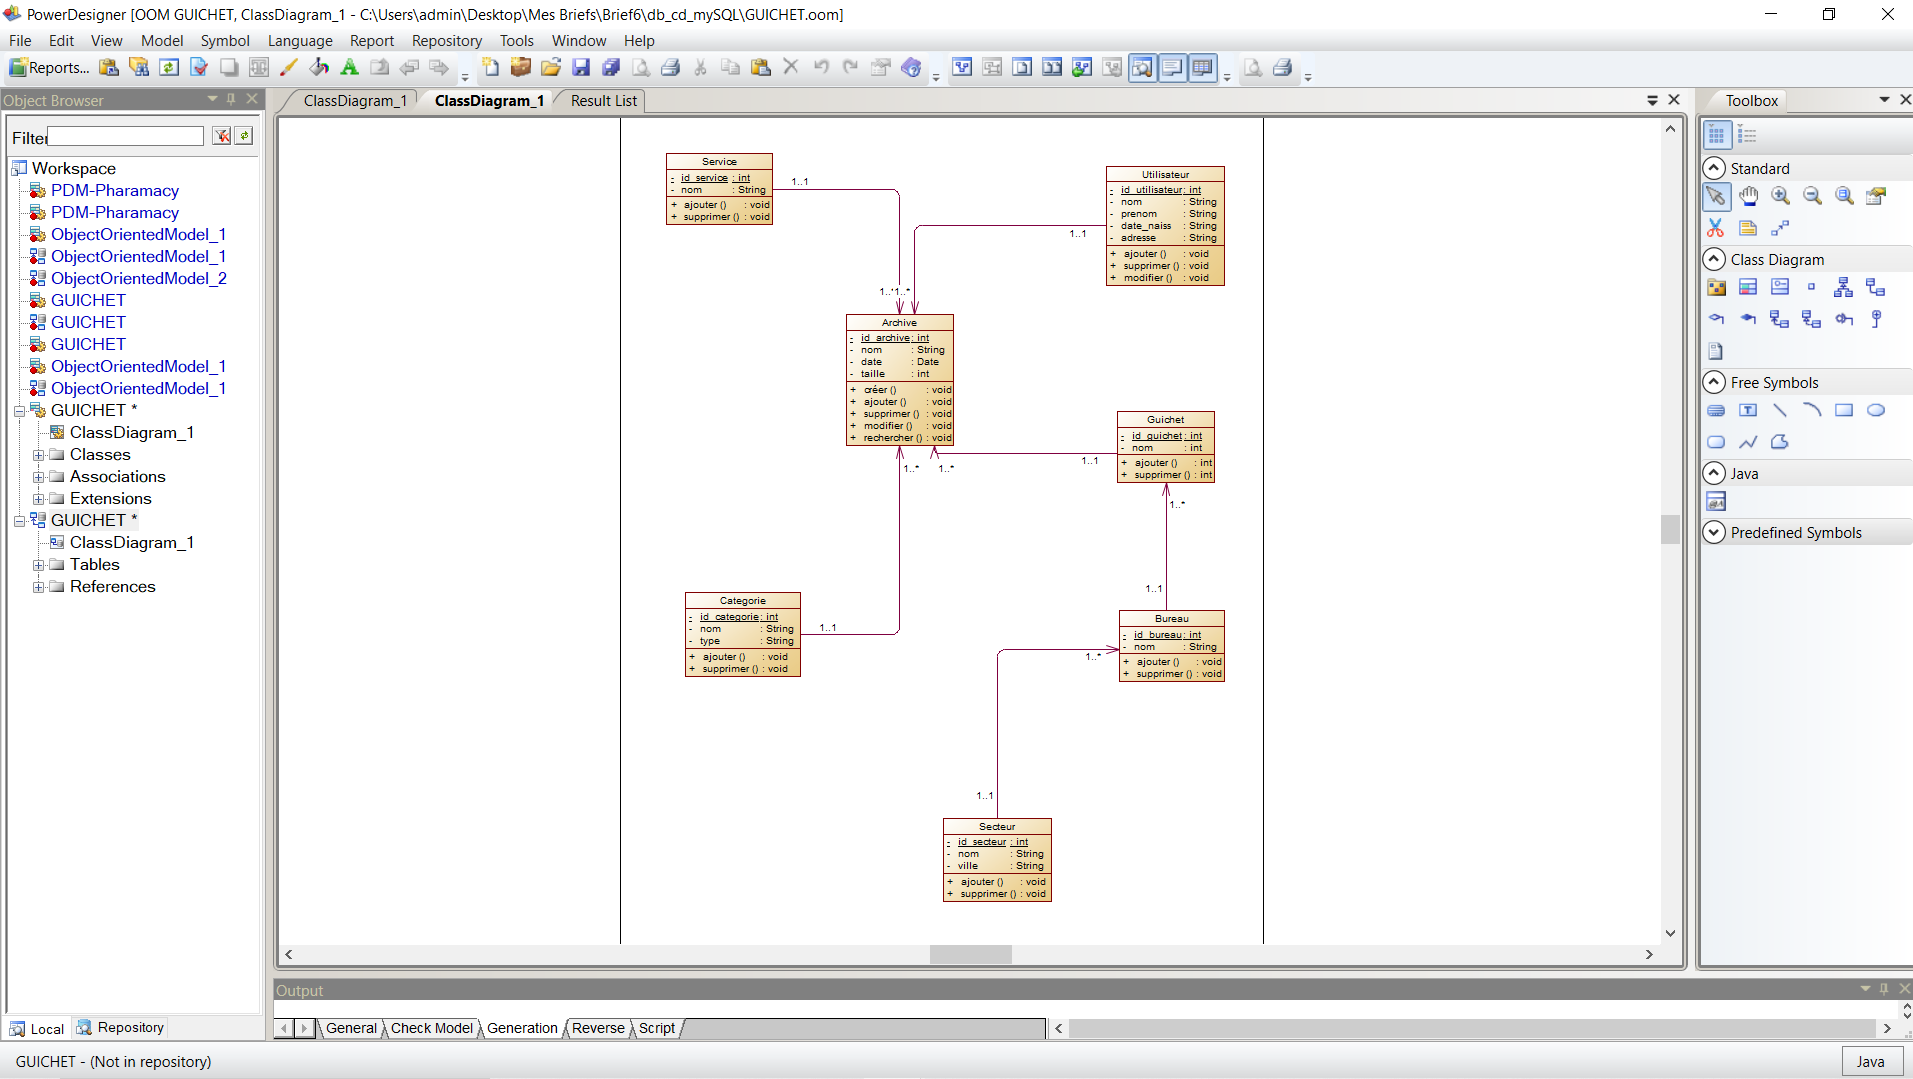 PowerDesigner [OOM GUICHET, ClassDiagram_1 - C:\Users\admin\Desktop\Mes Briefs\Brief6\db_cd_mySQL\GUICHET.oom]
File Edit View Model Symbol Language Report Repository Tools Window Help
Reports...
Object Browser
Filter
Workspace
PDM-Pharamacy
PDM-Pharamacy
ObjectOrientedModel_1
ObjectOrientedModel_1
ObjectOrientedModel_2
GUICHET
GUICHET
GUICHET
ObjectOrientedModel_1
ObjectOrientedModel_1
GUICHET *
ClassDiagram_1
Classes
Associations
Extensions
GUICHET *
ClassDiagram_1
Tables
References
Local Repository
ClassDiagram_1 ClassDiagram_1 Result List
Service
- id_service : int
- nom : String
+ ajouter () : void
+ supprimer () : void
1..1
Utilisateur
- id_utilisateur : int
- nom : String
- prenom : String
- date_naiss : String
- adresse : String
+ ajouter () : void
+ supprimer () : void
+ modifier () : void
1..1
1..*
1..*
Archive
- id_archive : int
- nom : String
- date : Date
- taille : int
+ créer () : void
+ ajouter () : void
+ supprimer () : void
+ modifier () : void
+ rechercher () : void
1..*
1..*
Guichet
- id_guichet : int
- nom : int
+ ajouter () : int
+ supprimer () : int
1..1
1..*
1..1
Categorie
- id_categorie : int
- nom : String
- type : String
+ ajouter () : void
+ supprimer () : void
1..1
Bureau
- id_bureau : int
- nom : String
+ ajouter () : void
+ supprimer () : void
1..*
1..1
Secteur
- id_secteur : int
- nom : String
- ville : String
+ ajouter () : void
+ supprimer () : void
Toolbox
Standard
Class Diagram
Free Symbols
Java
Predefined Symbols
Output
General Check Model Generation Reverse Script
GUICHET - (Not in repository)
Java